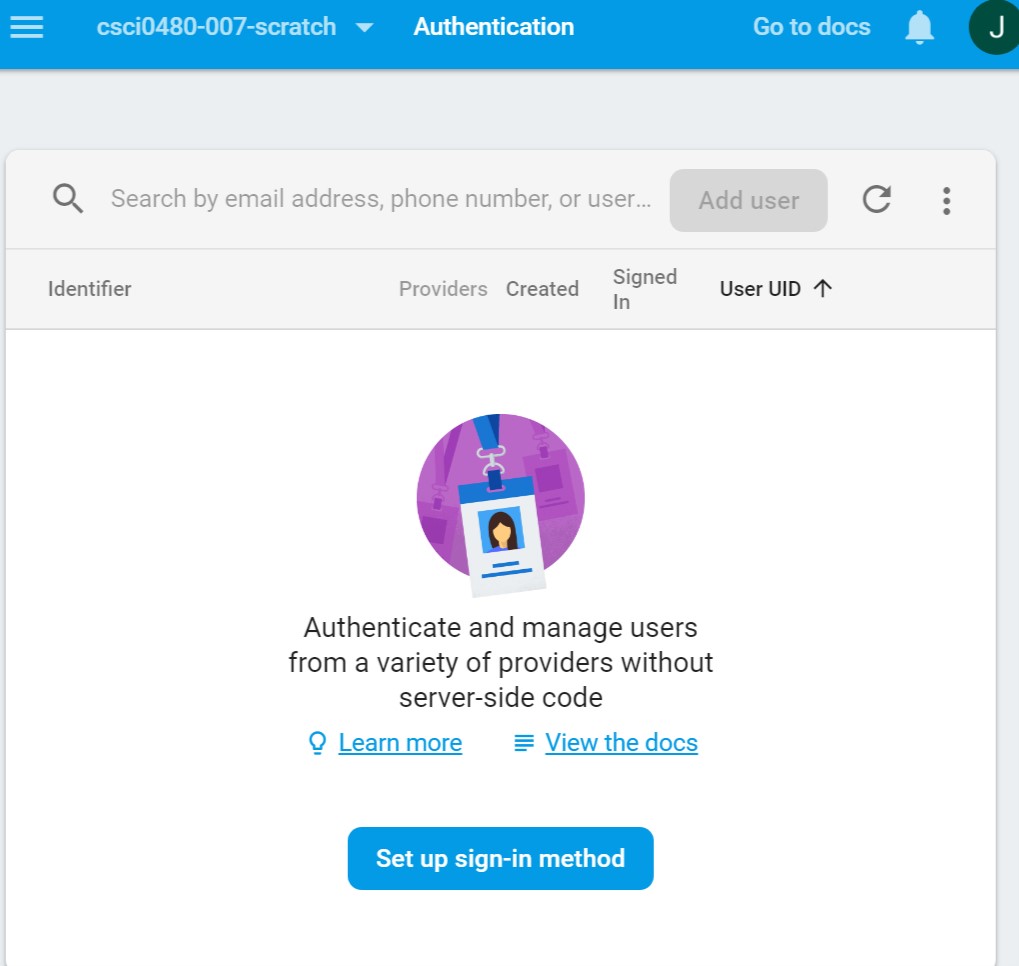 csci0480-007-scratch Authentication Go to docs J
Search by email address, phone number, or user... Add user
Identifier Providers Created Signed In User UID
Authenticate and manage users
from a variety of providers without
server-side code
Learn more View the docs
Set up sign-in method